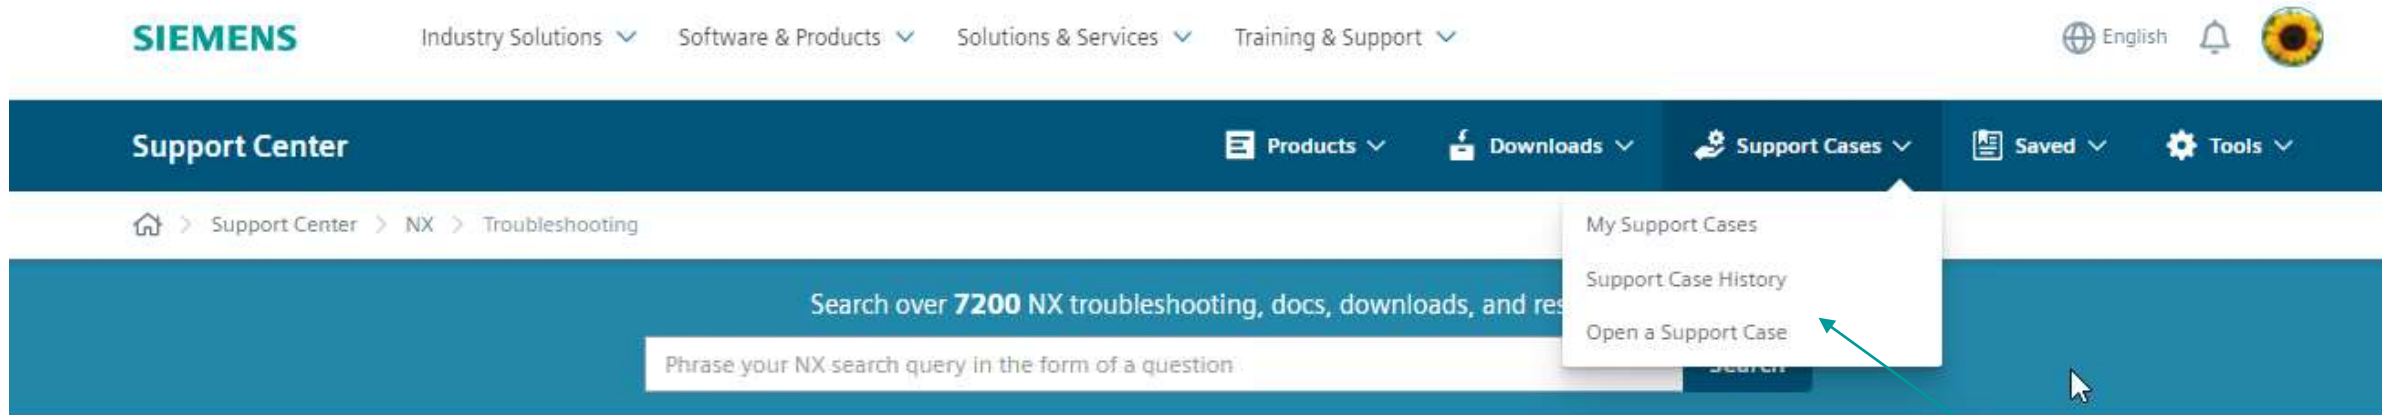 SIEMENS Industry Solutions Software & Products Solutions & Services Training & Support English
Support Center Products Downloads Support Cases Saved Tools
Support Center > NX > Troubleshooting
My Support Cases
Support Case History
Search over 7200 NX troubleshooting, docs, downloads, and
Open a Support Case
Phrase your NX search query in the form of a question